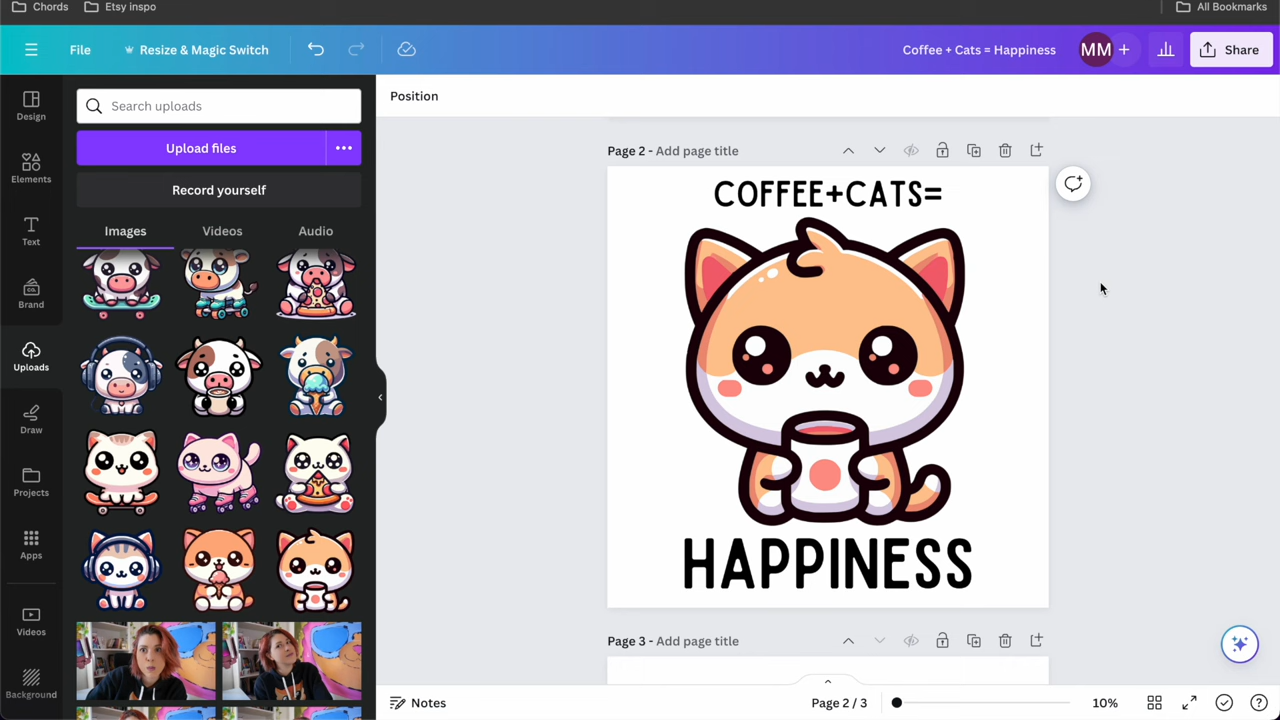 Chords Etsy inspo All Bookmarks
File Resize & Magic Switch Coffee + Cats = Happiness MM + Share
Position
Design
Elements
Text
Brand
Uploads
Draw
Projects
Apps
Videos
Background
Search uploads
Upload files
Record yourself
Images Videos Audio
Page 2 - Add page title
COFFEE+CATS=
HAPPINESS
Page 3 - Add page title
Notes Page 2 / 3 10%